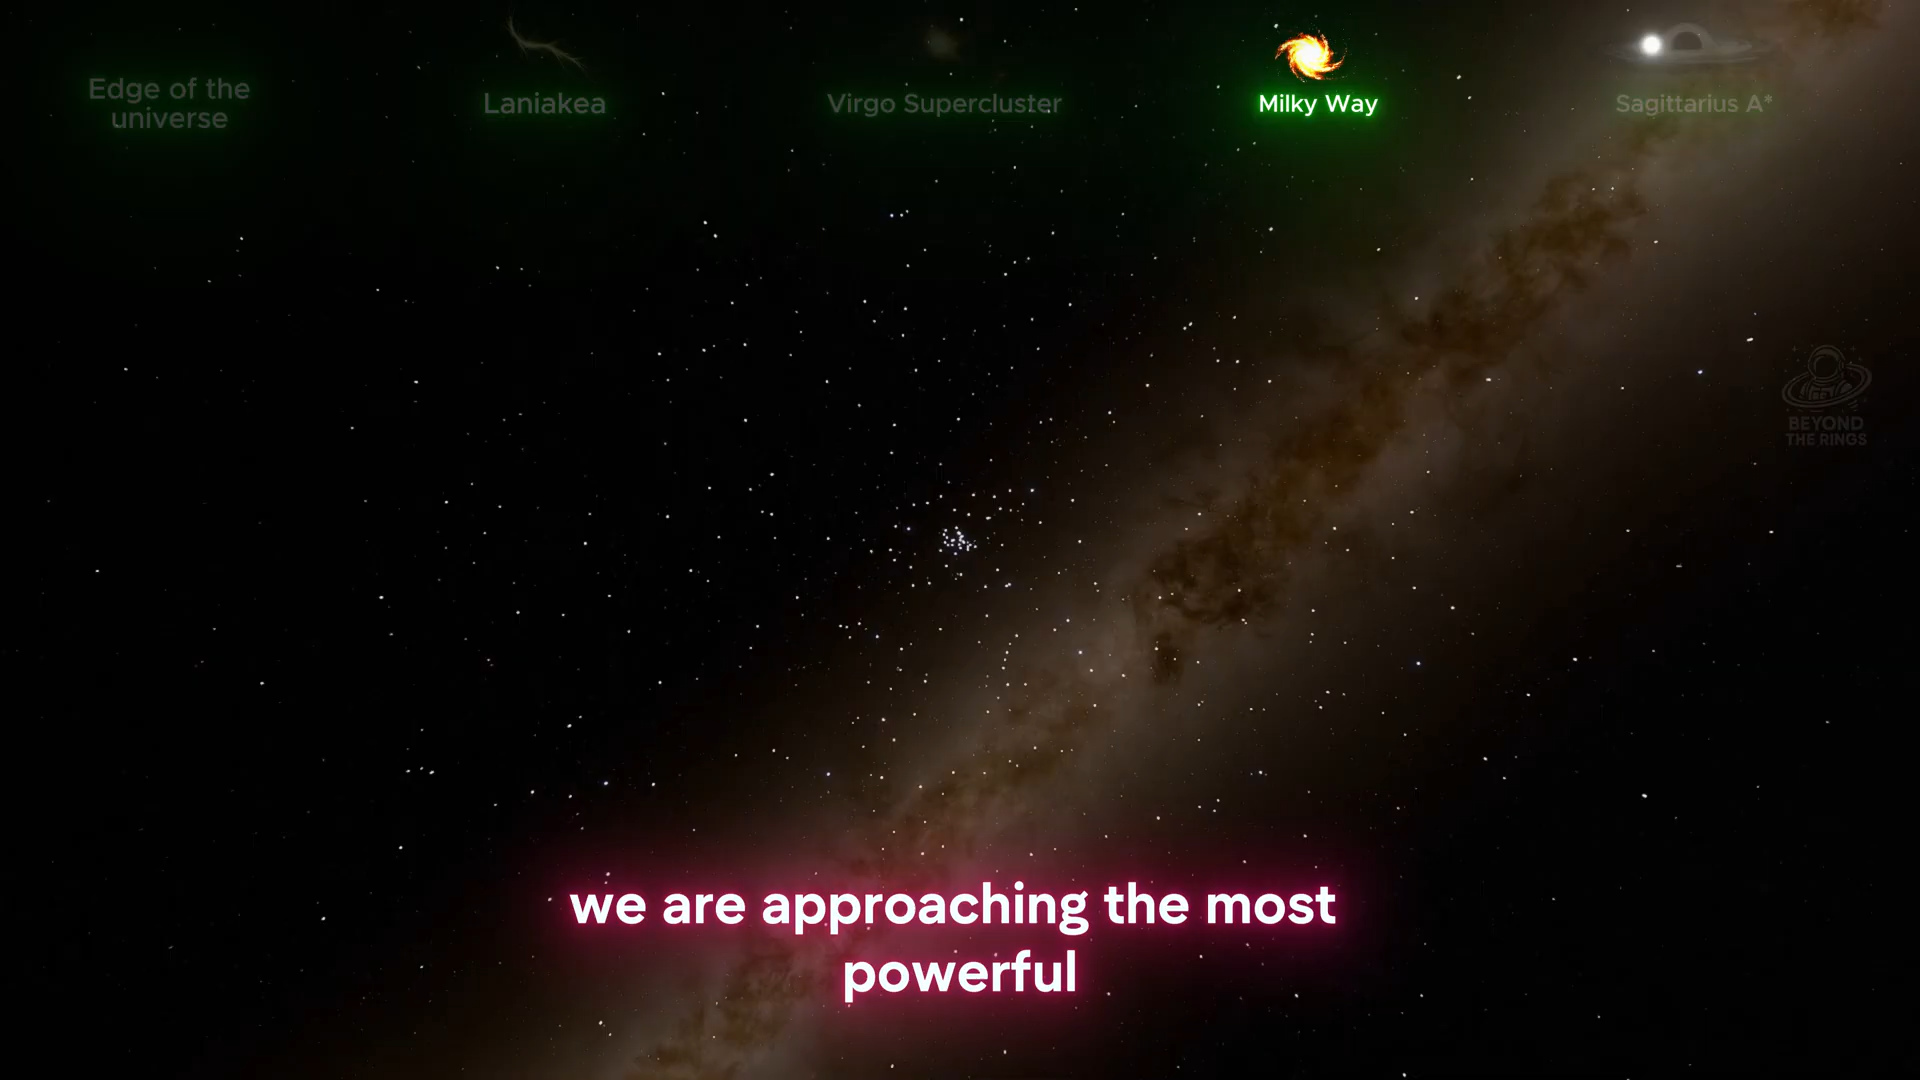 Edge of the
universe
Laniakea
Virgo Supercluster
Milky Way
Sagittarius A*
BEYOND
THE RINGS
we are approaching the most
powerful